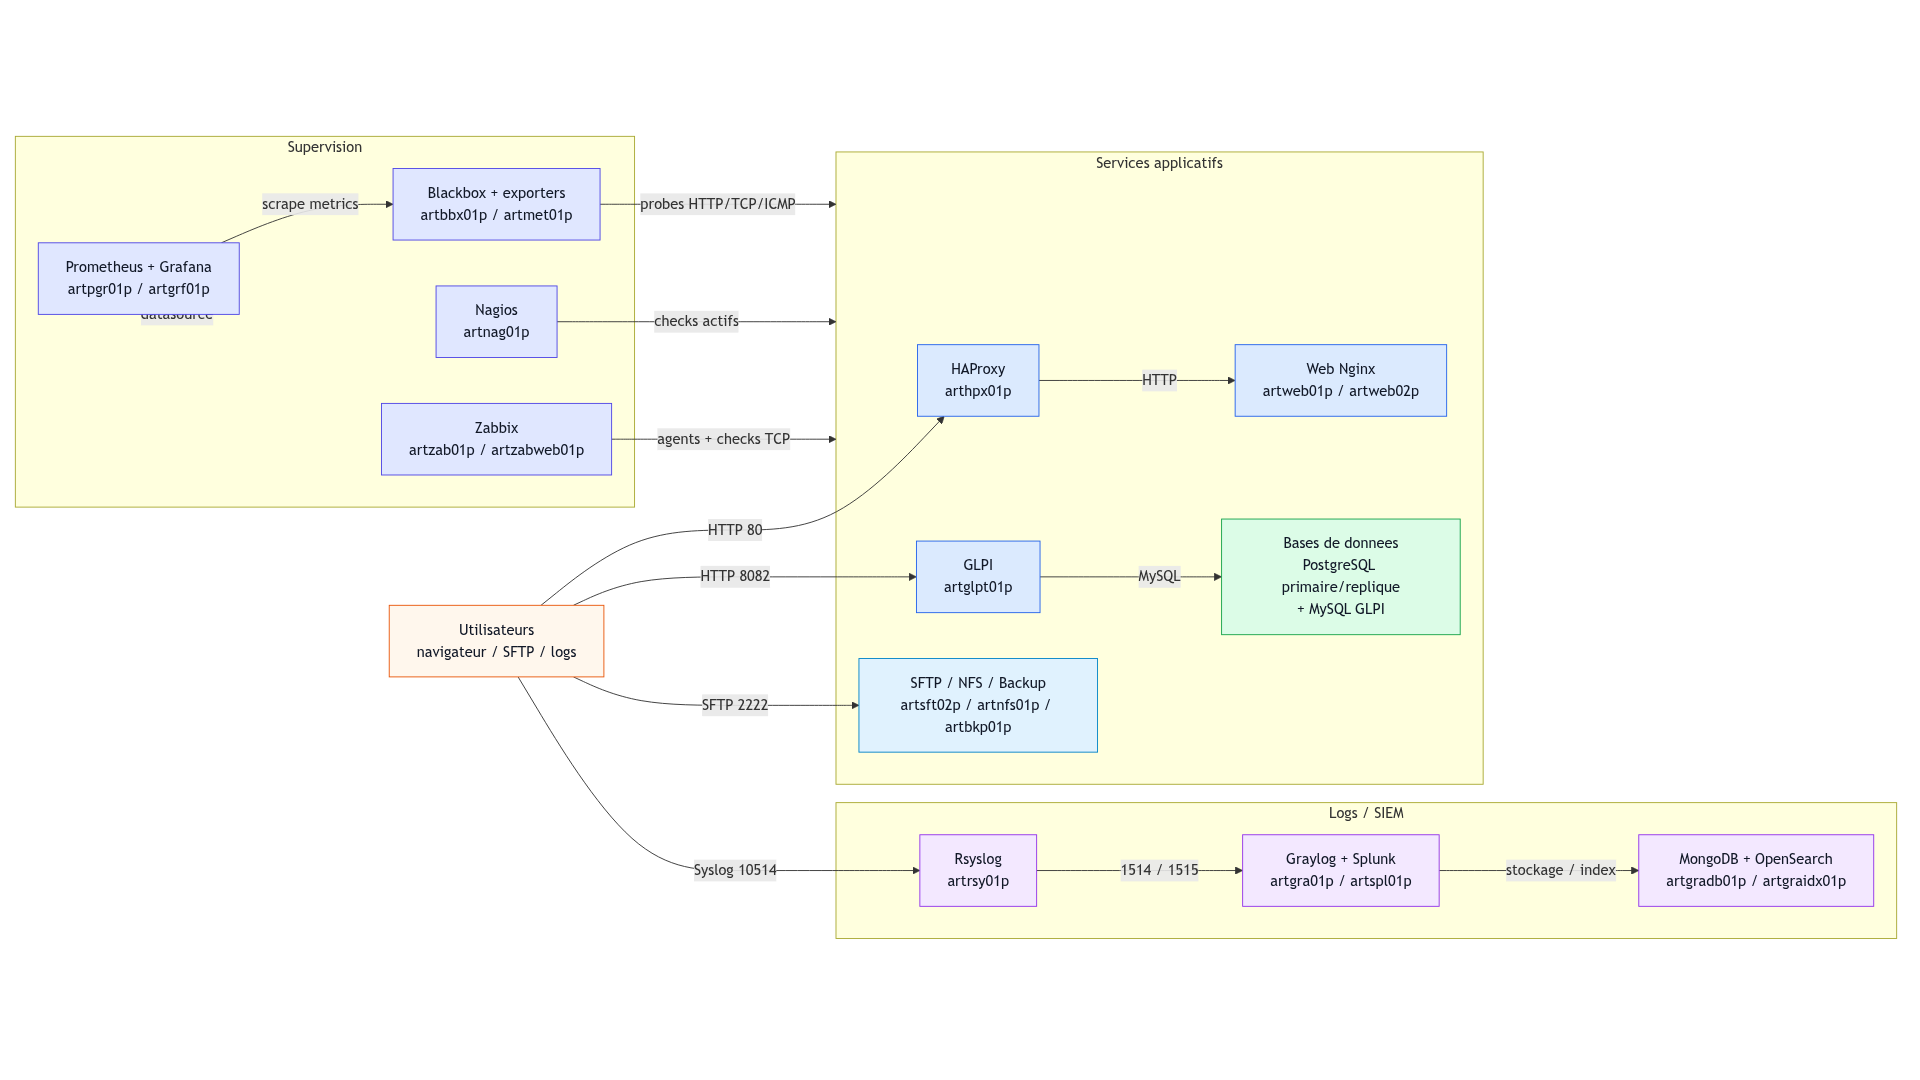 Supervision
Blackbox + exporters
artbbx01p / artmet01p
scrape metrics
Prometheus + Grafana
artpgr01p / artgrf01p
datasource
Nagios
artnag01p
Zabbix
artzab01p / artzabweb01p
probes HTTP/TCP/ICMP
checks actifs
agents + checks TCP
HTTP 80
HTTP 8082
Utilisateurs
navigateur / SFTP / logs
SFTP 2222
Syslog 10514
Services applicatifs
HAProxy
arthpx01p
HTTP
Web Nginx
artweb01p / artweb02p
GLPI
artglpt01p
MySQL
Bases de donnees
PostgreSQL
primaire/replique
+ MySQL GLPI
SFTP / NFS / Backup
artsft02p / artnfs01p /
artbkp01p
Logs / SIEM
Rsyslog
artrsy01p
1514 / 1515
Graylog + Splunk
artgra01p / artspl01p
stockage / index
MongoDB + OpenSearch
artgradb01p / artgraidx01p